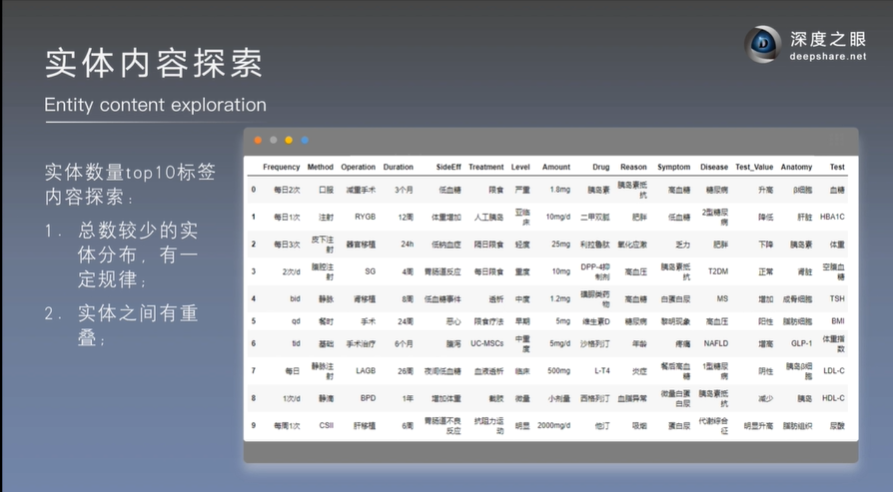 深度之眼
deepshare.net
实体内容探索
Entity content exploration
实体数量top10标签
内容探索：
1. 总数较少的实
体分布，有一
定规律；
2. 实体之间有重
叠；
Frequency Method Operation Duration SideEff Treatment Level Amount Drug Reason Symptom Disease Test_Value Anatomy Test
0 每日2次 口服 减重手术 3个月 低血糖 限食 严重 1.8mg 胰岛素 胰岛素抵抗 高血糖 糖尿病 升高 β细胞 血糖
1 每日1次 注射 RYGB 12周 体重增加 人工胰岛 亚临床 10mg/d 二甲双胍 肥胖 低血糖 2型糖尿病 降低 肝脏 HBA1C
2 每日3次 皮下注射 器官移植 24h 低钠血症 隔日限食 轻度 25mg 利拉鲁肽 氧化应激 乏力 肥胖 下降 胰岛素 体重
3 2次/d 腹腔注射 SG 4周 胃肠道反应 每日限食 重度 10mg DPP-4抑制剂 高血压 胰岛素抵抗 T2DM 正常 肾脏 空腹血糖
4 bid 静脉 肾移植 8周 低血糖事件 透析 中度 1.2mg 磺脲类药物 高血糖 白蛋白尿 MS 增加 成骨细胞 TSH
5 qd 餐时 手术 24周 恶心 限食疗法 早期 5mg 维生素D 糖尿病 黎明现象 高血压 阳性 脂肪细胞 BMI
6 tid 基础 手术治疗 6个月 腹泻 UC-MSCs 中重度 5mg/d 沙格列汀 年龄 疼痛 NAFLD 增高 GLP-1 体重指数
7 每日 静脉注射 LAGB 26周 夜间低血糖 血液透析 临床 500mg L-T4 炎症 餐后高血糖 1型糖尿病 阴性 胰岛β细胞 LDL-C
8 1次/d 静滴 BPD 1年 增加体重 截肢 微量 小剂量 西格列汀 血脂异常 微量白蛋白尿 胰岛素抵抗 减少 胰岛 HDL-C
9 每周1次 CSII 肝移植 6周 胃肠道不良反应 抗阻力运动 明显 2000mg/d 他汀 吸烟 蛋白尿 代谢综合征 明显升高 脂肪组织 尿酸